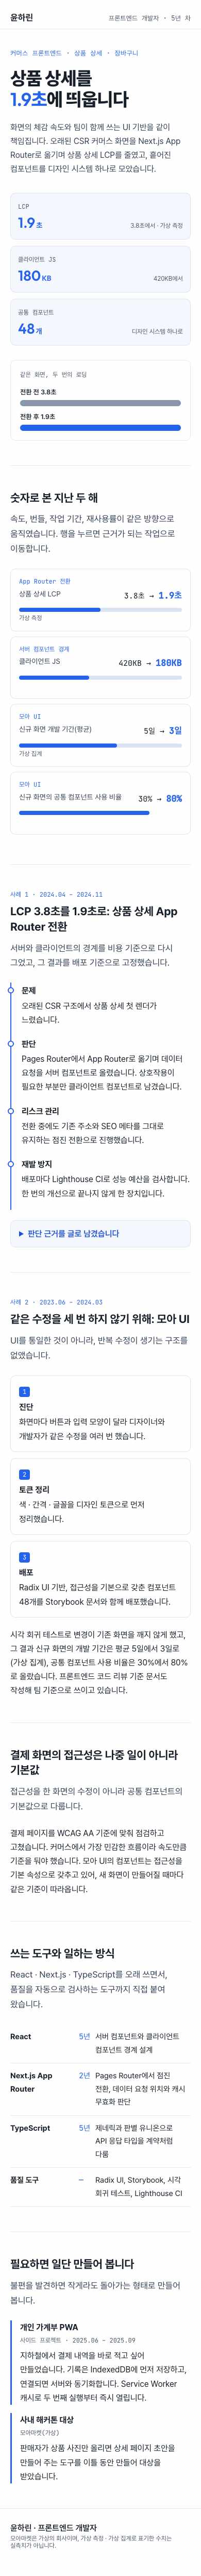 윤하린
프론트엔드 개발자 · 5년 차
커머스 프론트엔드 · 상품 상세 · 장바구니
상품 상세를
1.9초에 띄웁니다
화면의 체감 속도와 팀이 함께 쓰는 UI 기반을 같이
책임집니다. 오래된 CSR 커머스 화면을 Next.js App
Router로 옮기며 상품 상세 LCP를 줄였고, 흩어진
컴포넌트를 디자인 시스템 하나로 모았습니다.
LCP
1.9초
3.8초에서 · 가상 측정
클라이언트 JS
180KB
420KB에서
공통 컴포넌트
48개
디자인 시스템 하나로
같은 화면, 두 번의 로딩
전환 전 3.8초
전환 후 1.9초
숫자로 본 지난 두 해
속도, 번들, 작업 기간, 재사용률이 같은 방향으로
움직였습니다. 행을 누르면 근거가 되는 작업으로
이동합니다.
App Router 전환
상품 상세 LCP
3.8초 → 1.9초
가상 측정
서버 컴포넌트 경계
클라이언트 JS
420KB → 180KB
모아 UI
신규 화면 개발 기간(평균)
5일 → 3일
가상 집계
모아 UI
신규 화면의 공통 컴포넌트 사용 비율
30% → 80%
사례 1 · 2024.04 – 2024.11
LCP 3.8초를 1.9초로: 상품 상세 App
Router 전환
서버와 클라이언트의 경계를 비용 기준으로 다시
그었고, 그 결과를 배포 기준으로 고정했습니다.
문제
오래된 CSR 구조에서 상품 상세 첫 렌더가
느렸습니다.
판단
Pages Router에서 App Router로 옮기며 데이터
요청을 서버 컴포넌트로 올렸습니다. 상호작용이
필요한 부분만 클라이언트 컴포넌트로 남겼습니다.
리스크 관리
전환 중에도 기존 주소와 SEO 메타를 그대로
유지하는 점진 전환으로 진행했습니다.
재발 방지
배포마다 Lighthouse CI로 성능 예산을 검사합니다.
한 번의 개선으로 끝나지 않게 한 장치입니다.
▶ 판단 근거를 글로 남겼습니다
사례 2 · 2023.06 – 2024.03
같은 수정을 세 번 하지 않기 위해: 모아 UI
UI를 통일한 것이 아니라, 반복 수정이 생기는 구조를
없앴습니다.
1
진단
화면마다 버튼과 입력 모양이 달라 디자이너와
개발자가 같은 수정을 여러 번 했습니다.
2
토큰 정리
색 · 간격 · 글꼴을 디자인 토큰으로 먼저
정리했습니다.
3
배포
Radix UI 기반, 접근성을 기본으로 갖춘 컴포넌트
48개를 Storybook 문서와 함께 배포했습니다.
시각 회귀 테스트로 변경이 기존 화면을 깨지 않게 했고,
그 결과 신규 화면의 개발 기간은 평균 5일에서 3일로
(가상 집계), 공통 컴포넌트 사용 비율은 30%에서 80%
로 올랐습니다. 프론트엔드 코드 리뷰 기준 문서도
작성해 팀 기준으로 쓰이고 있습니다.
결제 화면의 접근성은 나중 일이 아니라
기본값
접근성을 한 화면의 수정이 아니라 공통 컴포넌트의
기본값으로 다룹니다.
결제 페이지를 WCAG AA 기준에 맞춰 점검하고
고쳤습니다. 커머스에서 가장 민감한 흐름이라 속도만큼
기준을 둬야 했습니다. 모아 UI의 컴포넌트는 접근성을
기본 속성으로 갖추고 있어, 새 화면이 만들어질 때마다
같은 기준이 따라옵니다.
쓰는 도구와 일하는 방식
React · Next.js · TypeScript를 오래 쓰면서,
품질을 자동으로 검사하는 도구까지 직접 붙여
왔습니다.
React
5년
서버 컴포넌트와 클라이언트
컴포넌트 경계 설계
Next.js App
Router
2년
Pages Router에서 점진
전환, 데이터 요청 위치와 캐시
무효화 판단
TypeScript
5년
제네릭과 판별 유니온으로
API 응답 타입을 계약처럼
다룸
품질 도구
–
Radix UI, Storybook, 시각
회귀 테스트, Lighthouse CI
필요하면 일단 만들어 봅니다
불편을 발견하면 작게라도 돌아가는 형태로 만들어
봅니다.
개인 가계부 PWA
사이드 프로젝트 · 2025.06 – 2025.09
지하철에서 결제 내역을 바로 적고 싶어
만들었습니다. 기록은 IndexedDB에 먼저 저장하고,
연결되면 서버와 동기화합니다. Service Worker
캐시로 두 번째 실행부터 즉시 열립니다.
사내 해커톤 대상
모아마켓(가상)
판매자가 상품 사진만 올리면 상세 페이지 초안을
만들어 주는 도구를 이틀 동안 만들어 대상을
받았습니다.
윤하린 · 프론트엔드 개발자
모아마켓은 가상의 회사이며, 가상 측정 · 가상 집계로 표기한 수치는
실측치가 아닙니다.